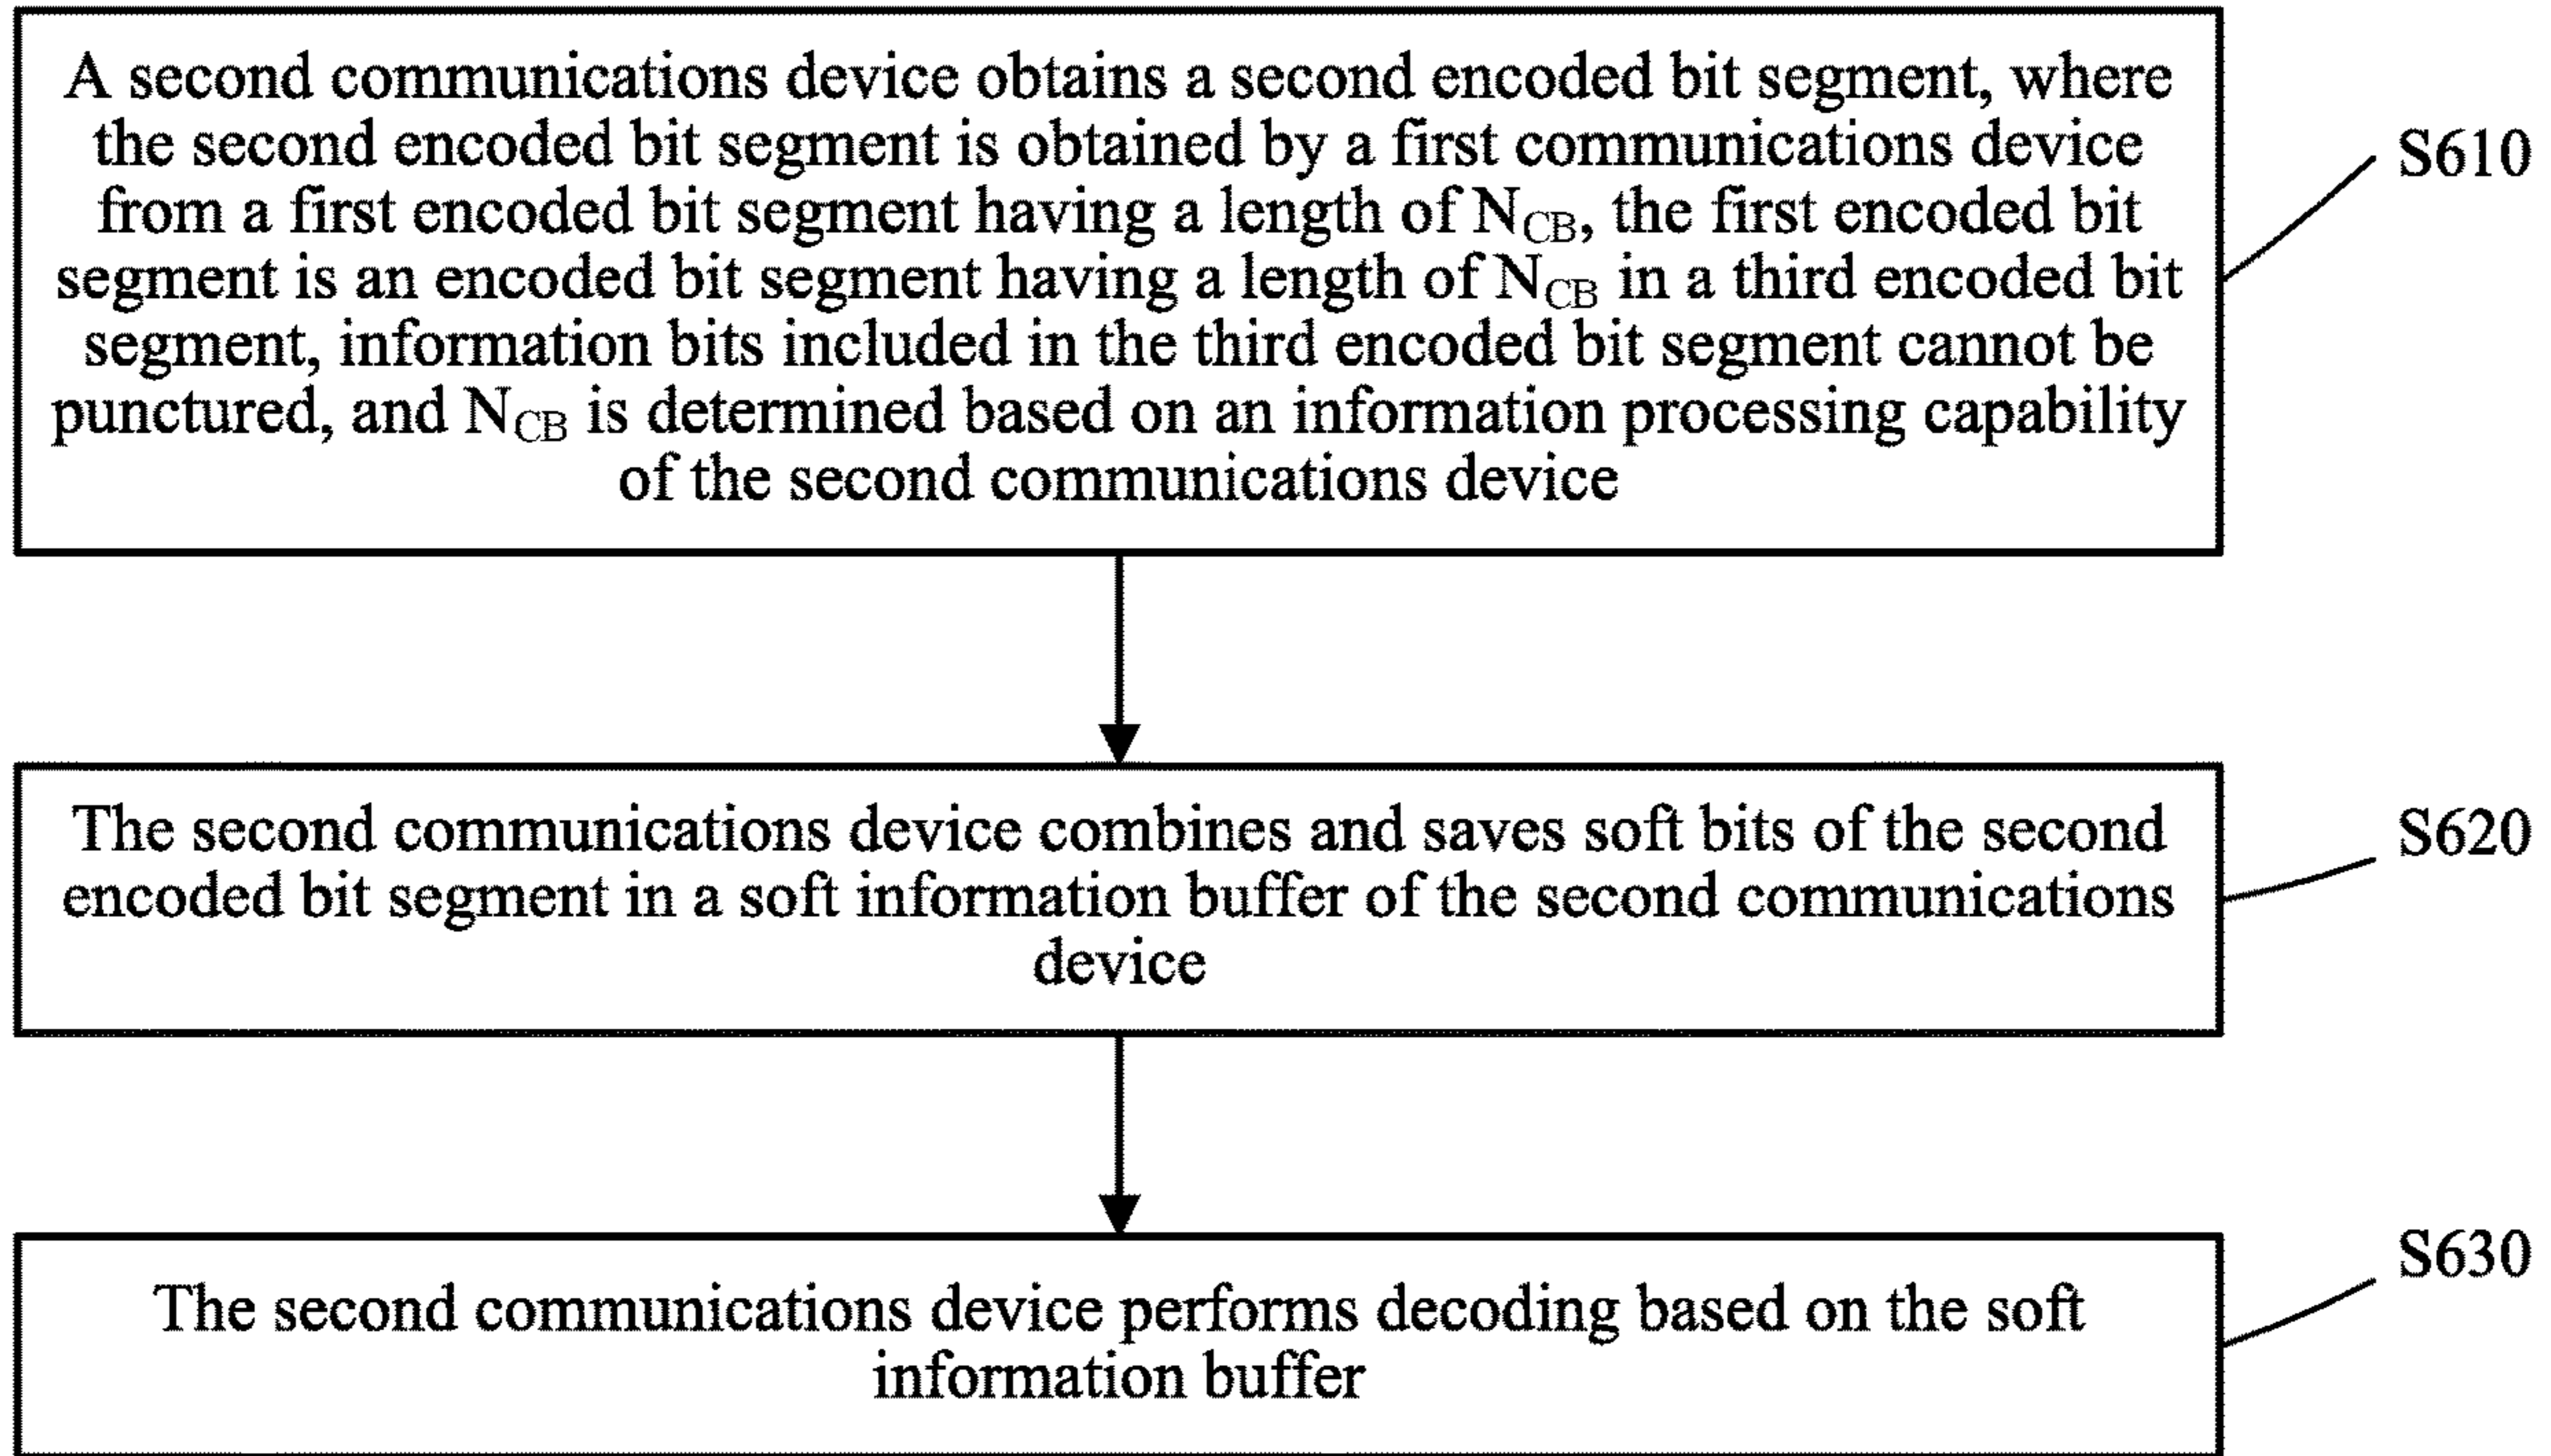 A second communications device obtains a second encoded bit segment, where
the second encoded bit segment is obtained by a first communications device
from a first encoded bit segment having a length of N_CB, the first encoded bit
segment is an encoded bit segment having a length of N_CB in a third encoded bit
segment, information bits included in the third encoded bit segment cannot be
punctured, and N_CB is determined based on an information processing capability
of the second communications device
S610
The second communications device combines and saves soft bits of the second
encoded bit segment in a soft information buffer of the second communications
device
S620
The second communications device performs decoding based on the soft
information buffer
S630